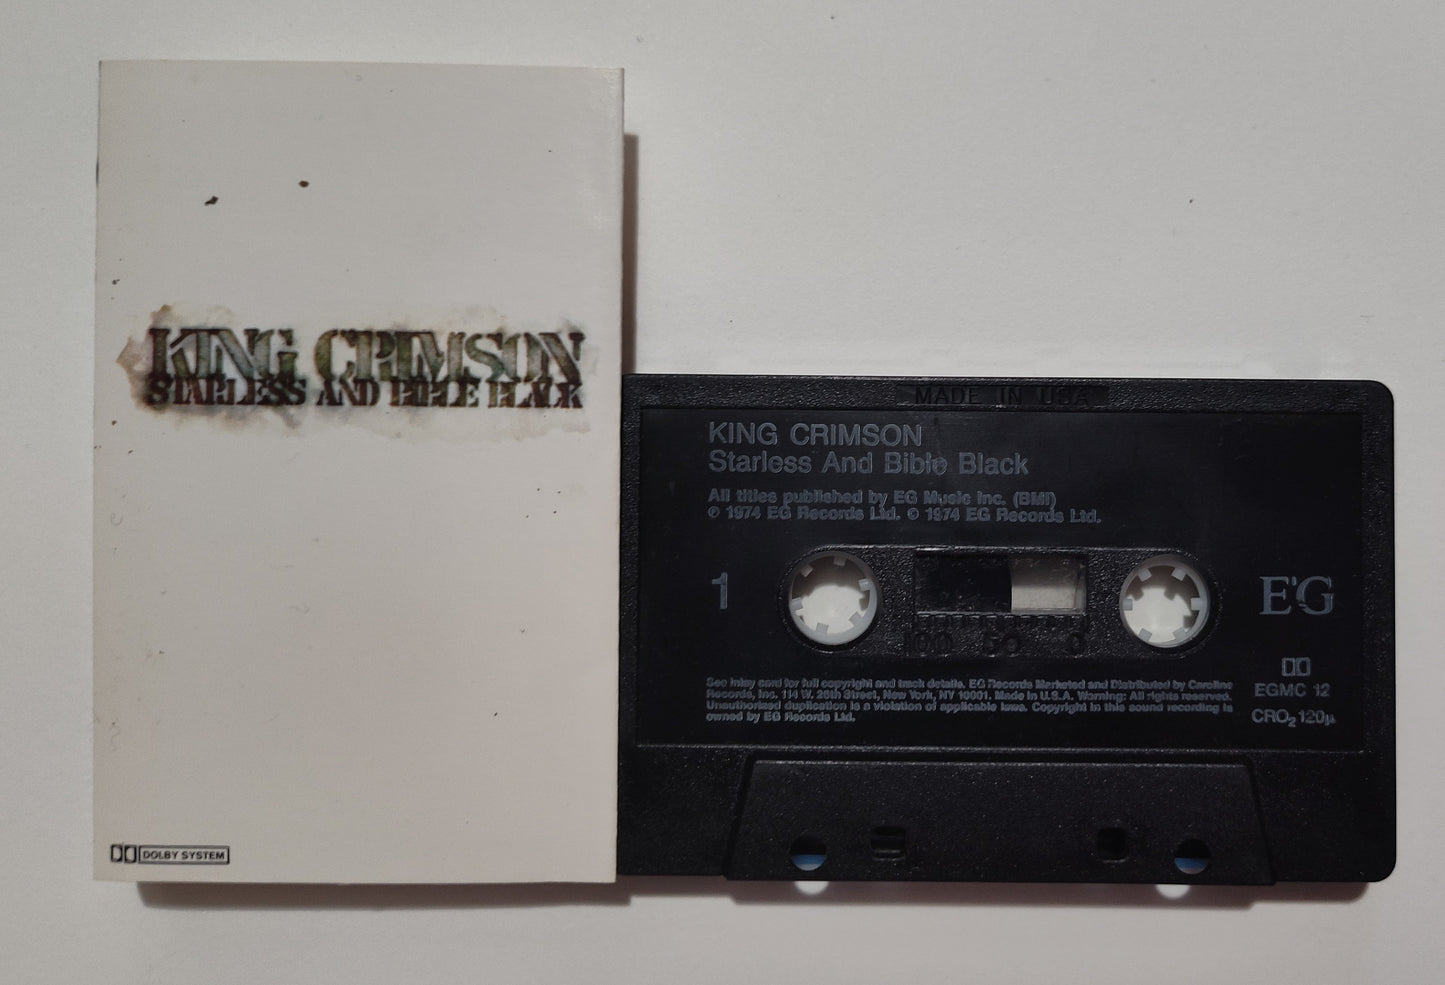 KING CRIMSON
STARLESS AND BIBLE BLACK
DOLBY SYSTEM
MADE IN USA
KING CRIMSON
Starless And Bible Black
All titles published by EG Music Inc. (BMI)
℗ 1974 EG Records Ltd. © 1974 EG Records Ltd.
1
100 50 0
E'G
See inlay card for full copyright and track details. EG Records Marketed and Distributed by Caroline
Records, Inc. 114 W. 26th Street, New York, NY 10001. Made in U.S.A. Warning: All rights reserved.
Unauthorized duplication is a violation of applicable laws. Copyright in this sound recording is
owned by EG Records Ltd.
EGMC 12
CRO₂ 120µ